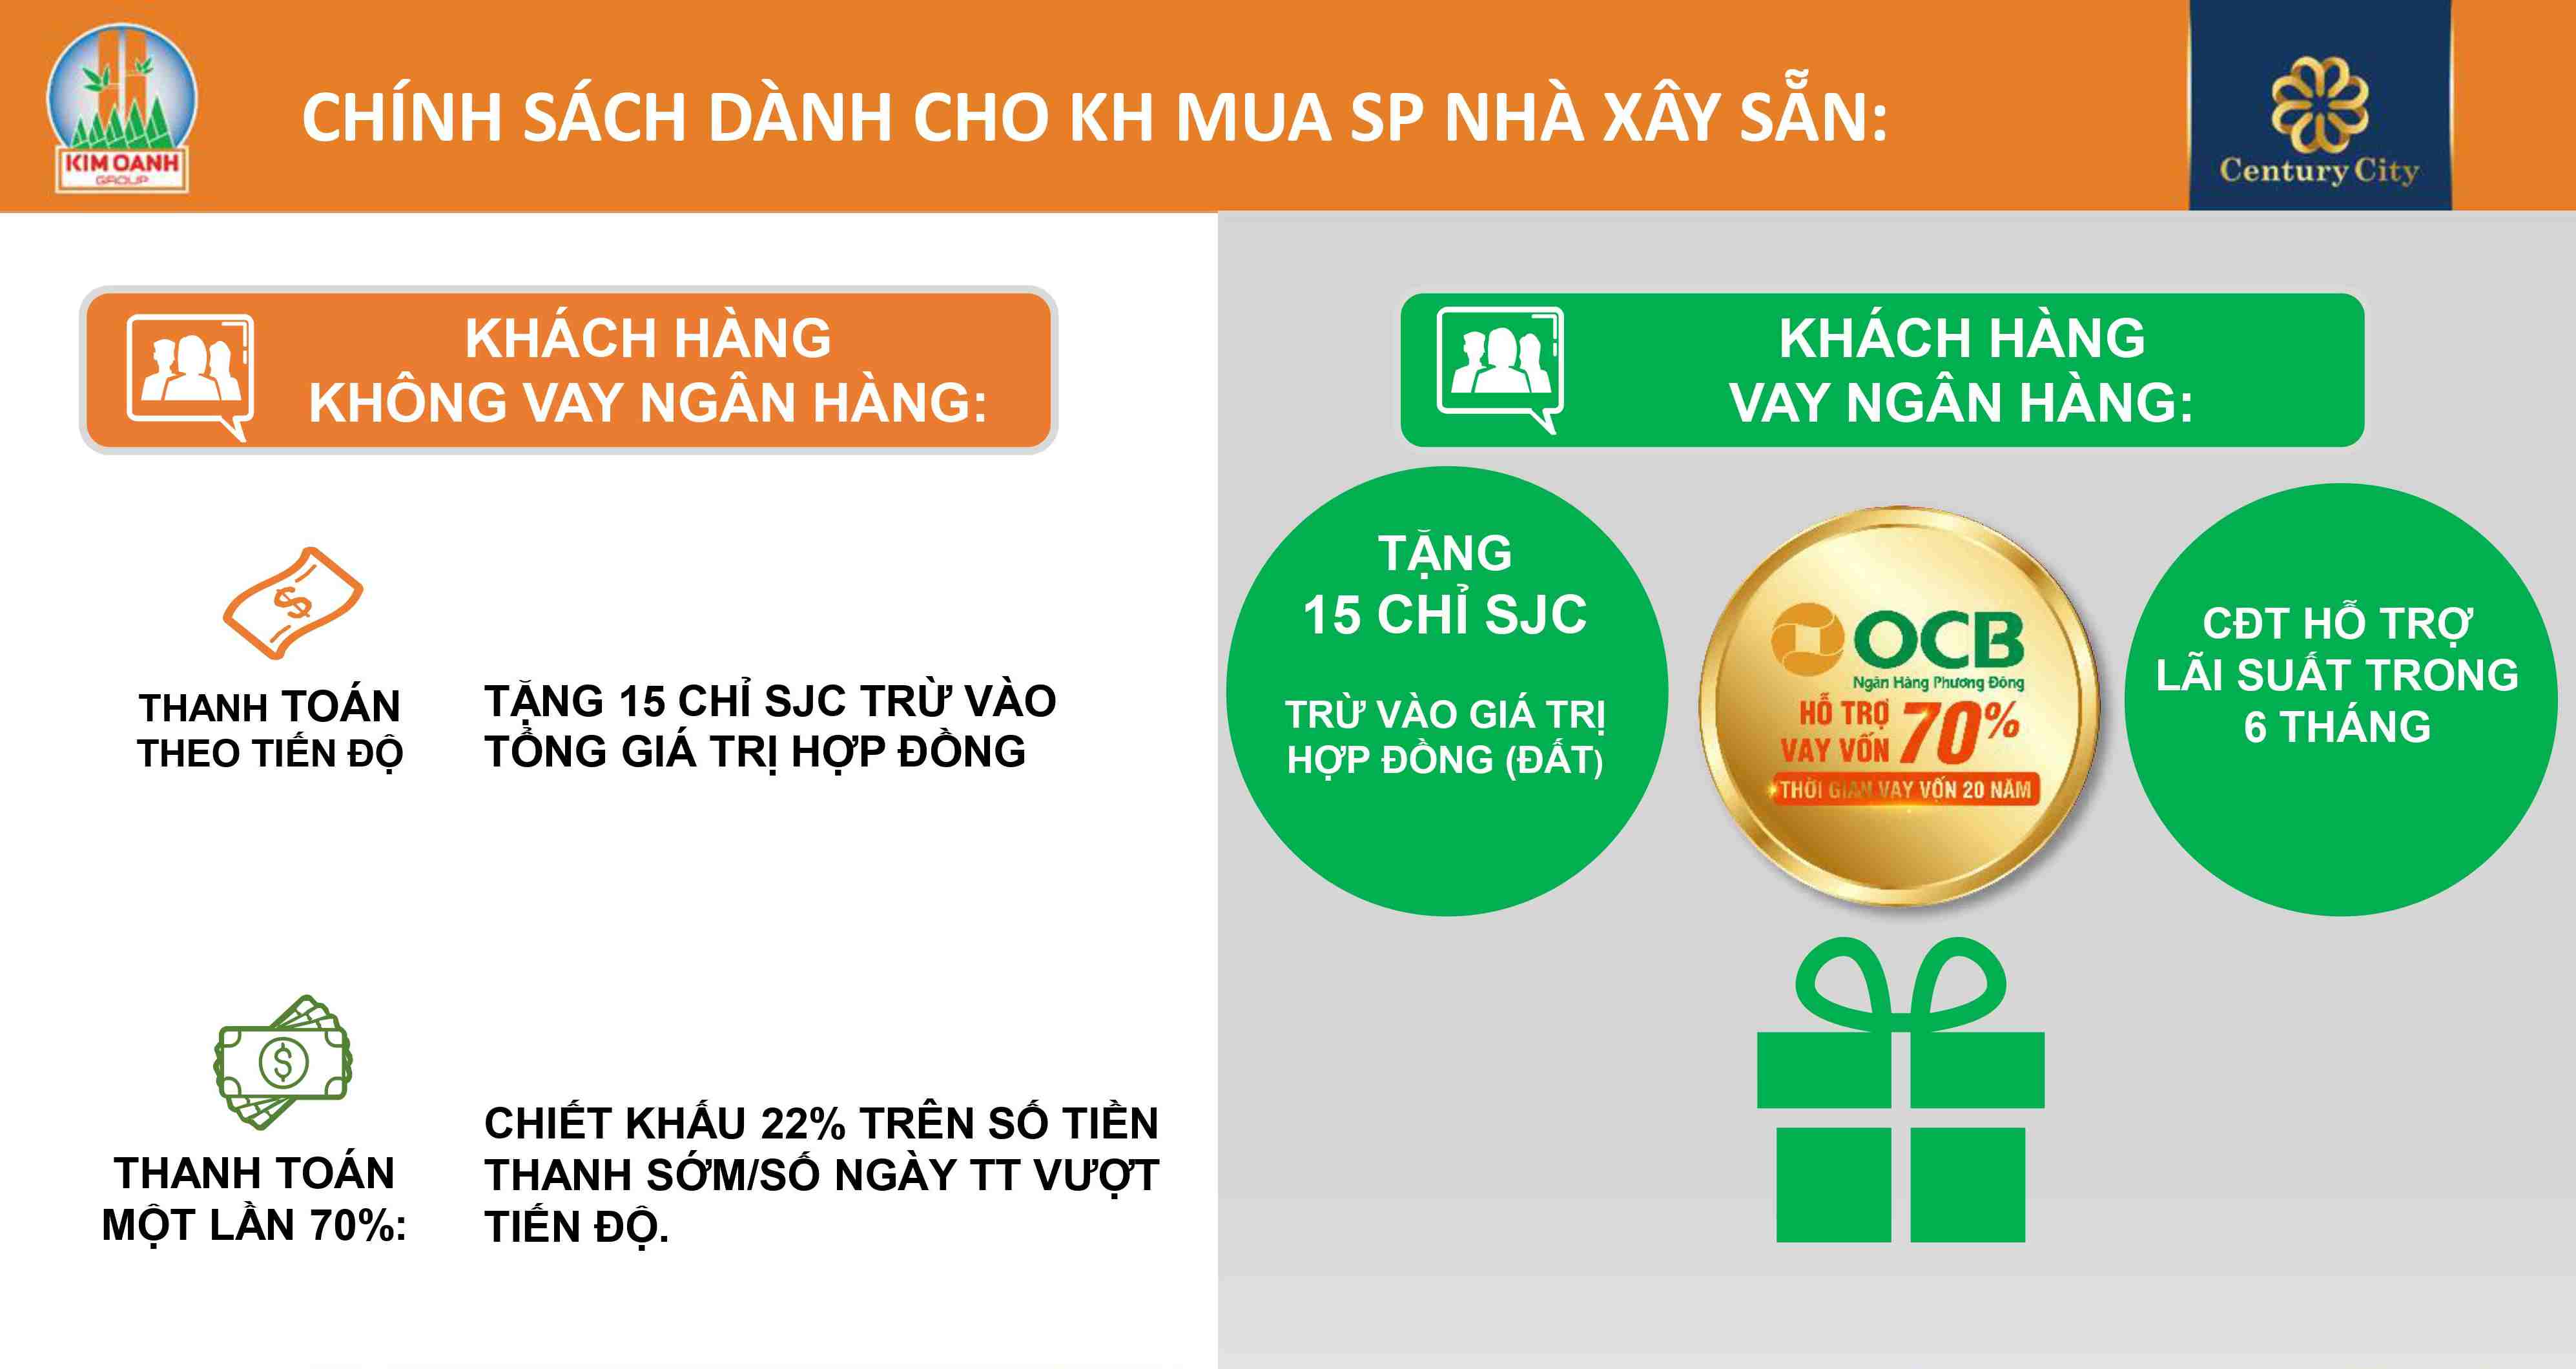 KIM OANH
GROUP
CHÍNH SÁCH DÀNH CHO KH MUA SP NHÀ XÂY SẴN:
Century City
KHÁCH HÀNG
KHÔNG VAY NGÂN HÀNG:
THANH TOÁN
THEO TIẾN ĐỘ
TẶNG 15 CHỈ SJC TRỪ VÀO
TỔNG GIÁ TRỊ HỢP ĐỒNG
THANH TOÁN
MỘT LẦN 70%:
CHIẾT KHẤU 22% TRÊN SỐ TIỀN
THANH SỚM/SỐ NGÀY TT VƯỢT
TIẾN ĐỘ.
KHÁCH HÀNG
VAY NGÂN HÀNG:
TẶNG
15 CHỈ SJC
TRỪ VÀO GIÁ TRỊ
HỢP ĐỒNG (ĐẤT)
OCB
Ngân Hàng Phương Đông
HỖ TRỢ
VAY VỐN 70%
THỜI GIAN VAY VỐN 20 NĂM
CĐT HỖ TRỢ
LÃI SUẤT TRONG
6 THÁNG